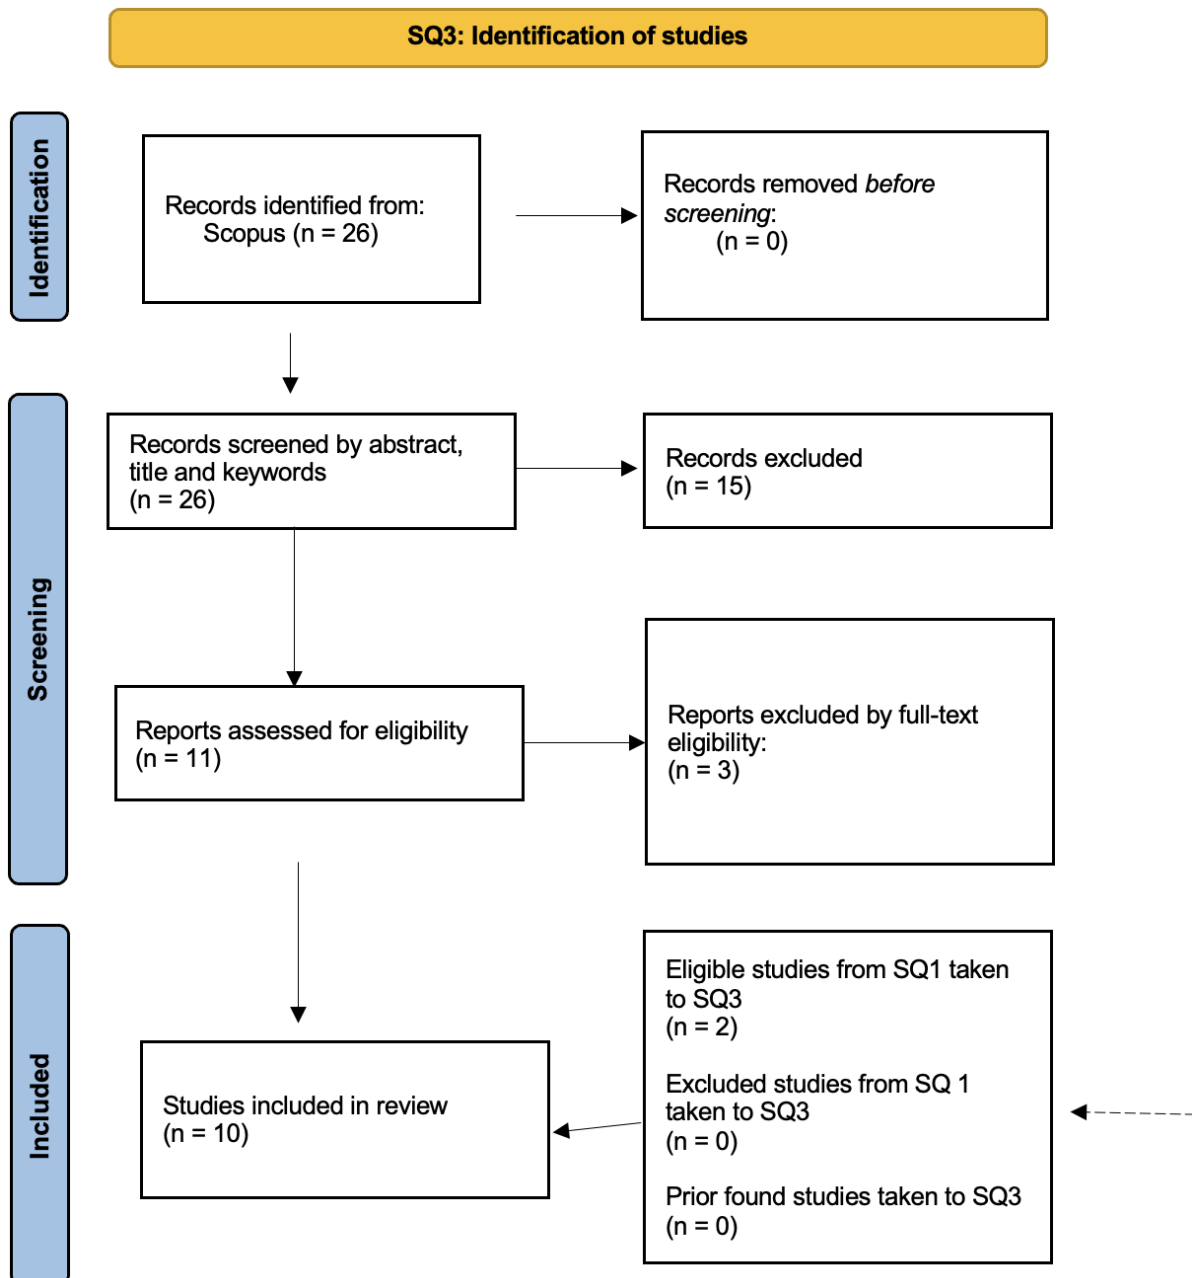 SQ3: Identification of studies
Identification
Records identified from:
Scopus (n = 26)
Records removed before
screening:
(n = 0)
Screening
Records screened by abstract,
title and keywords
(n = 26)
Records excluded
(n = 15)
Reports assessed for eligibility
(n = 11)
Reports excluded by full-text
eligibility:
(n = 3)
Included
Studies included in review
(n = 10)
Eligible studies from SQ1 taken
to SQ3
(n = 2)
Excluded studies from SQ 1
taken to SQ3
(n = 0)
Prior found studies taken to SQ3
(n = 0)